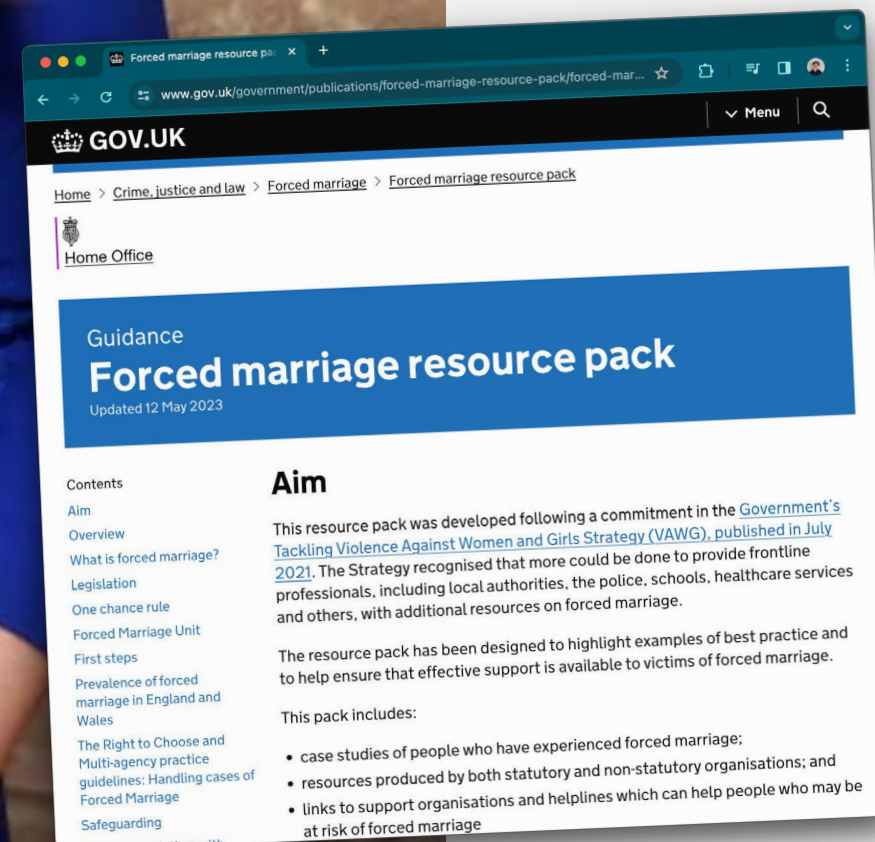 Forced marriage resource pa
www.gov.uk/government/publications/forced-marriage-resource-pack/forced-mar...
Menu
GOV.UK
Home > Crime, justice and law > Forced marriage > Forced marriage resource pack
Home Office
Guidance
Forced marriage resource pack
Updated 12 May 2023
Contents
Aim
Overview
What is forced marriage?
Legislation
One chance rule
Forced Marriage Unit
First steps
Prevalence of forced
marriage in England and
Wales
The Right to Choose and
Multi-agency practice
guidelines: Handling cases of
Forced Marriage
Safeguarding
Aim
This resource pack was developed following a commitment in the Government's
Tackling Violence Against Women and Girls Strategy (VAWG), published in July
2021. The Strategy recognised that more could be done to provide frontline
professionals, including local authorities, the police, schools, healthcare services
and others, with additional resources on forced marriage.
The resource pack has been designed to highlight examples of best practice and
to help ensure that effective support is available to victims of forced marriage.
This pack includes:
• case studies of people who have experienced forced marriage;
• resources produced by both statutory and non-statutory organisations; and
• links to support organisations and helplines which can help people who may be
at risk of forced marriage